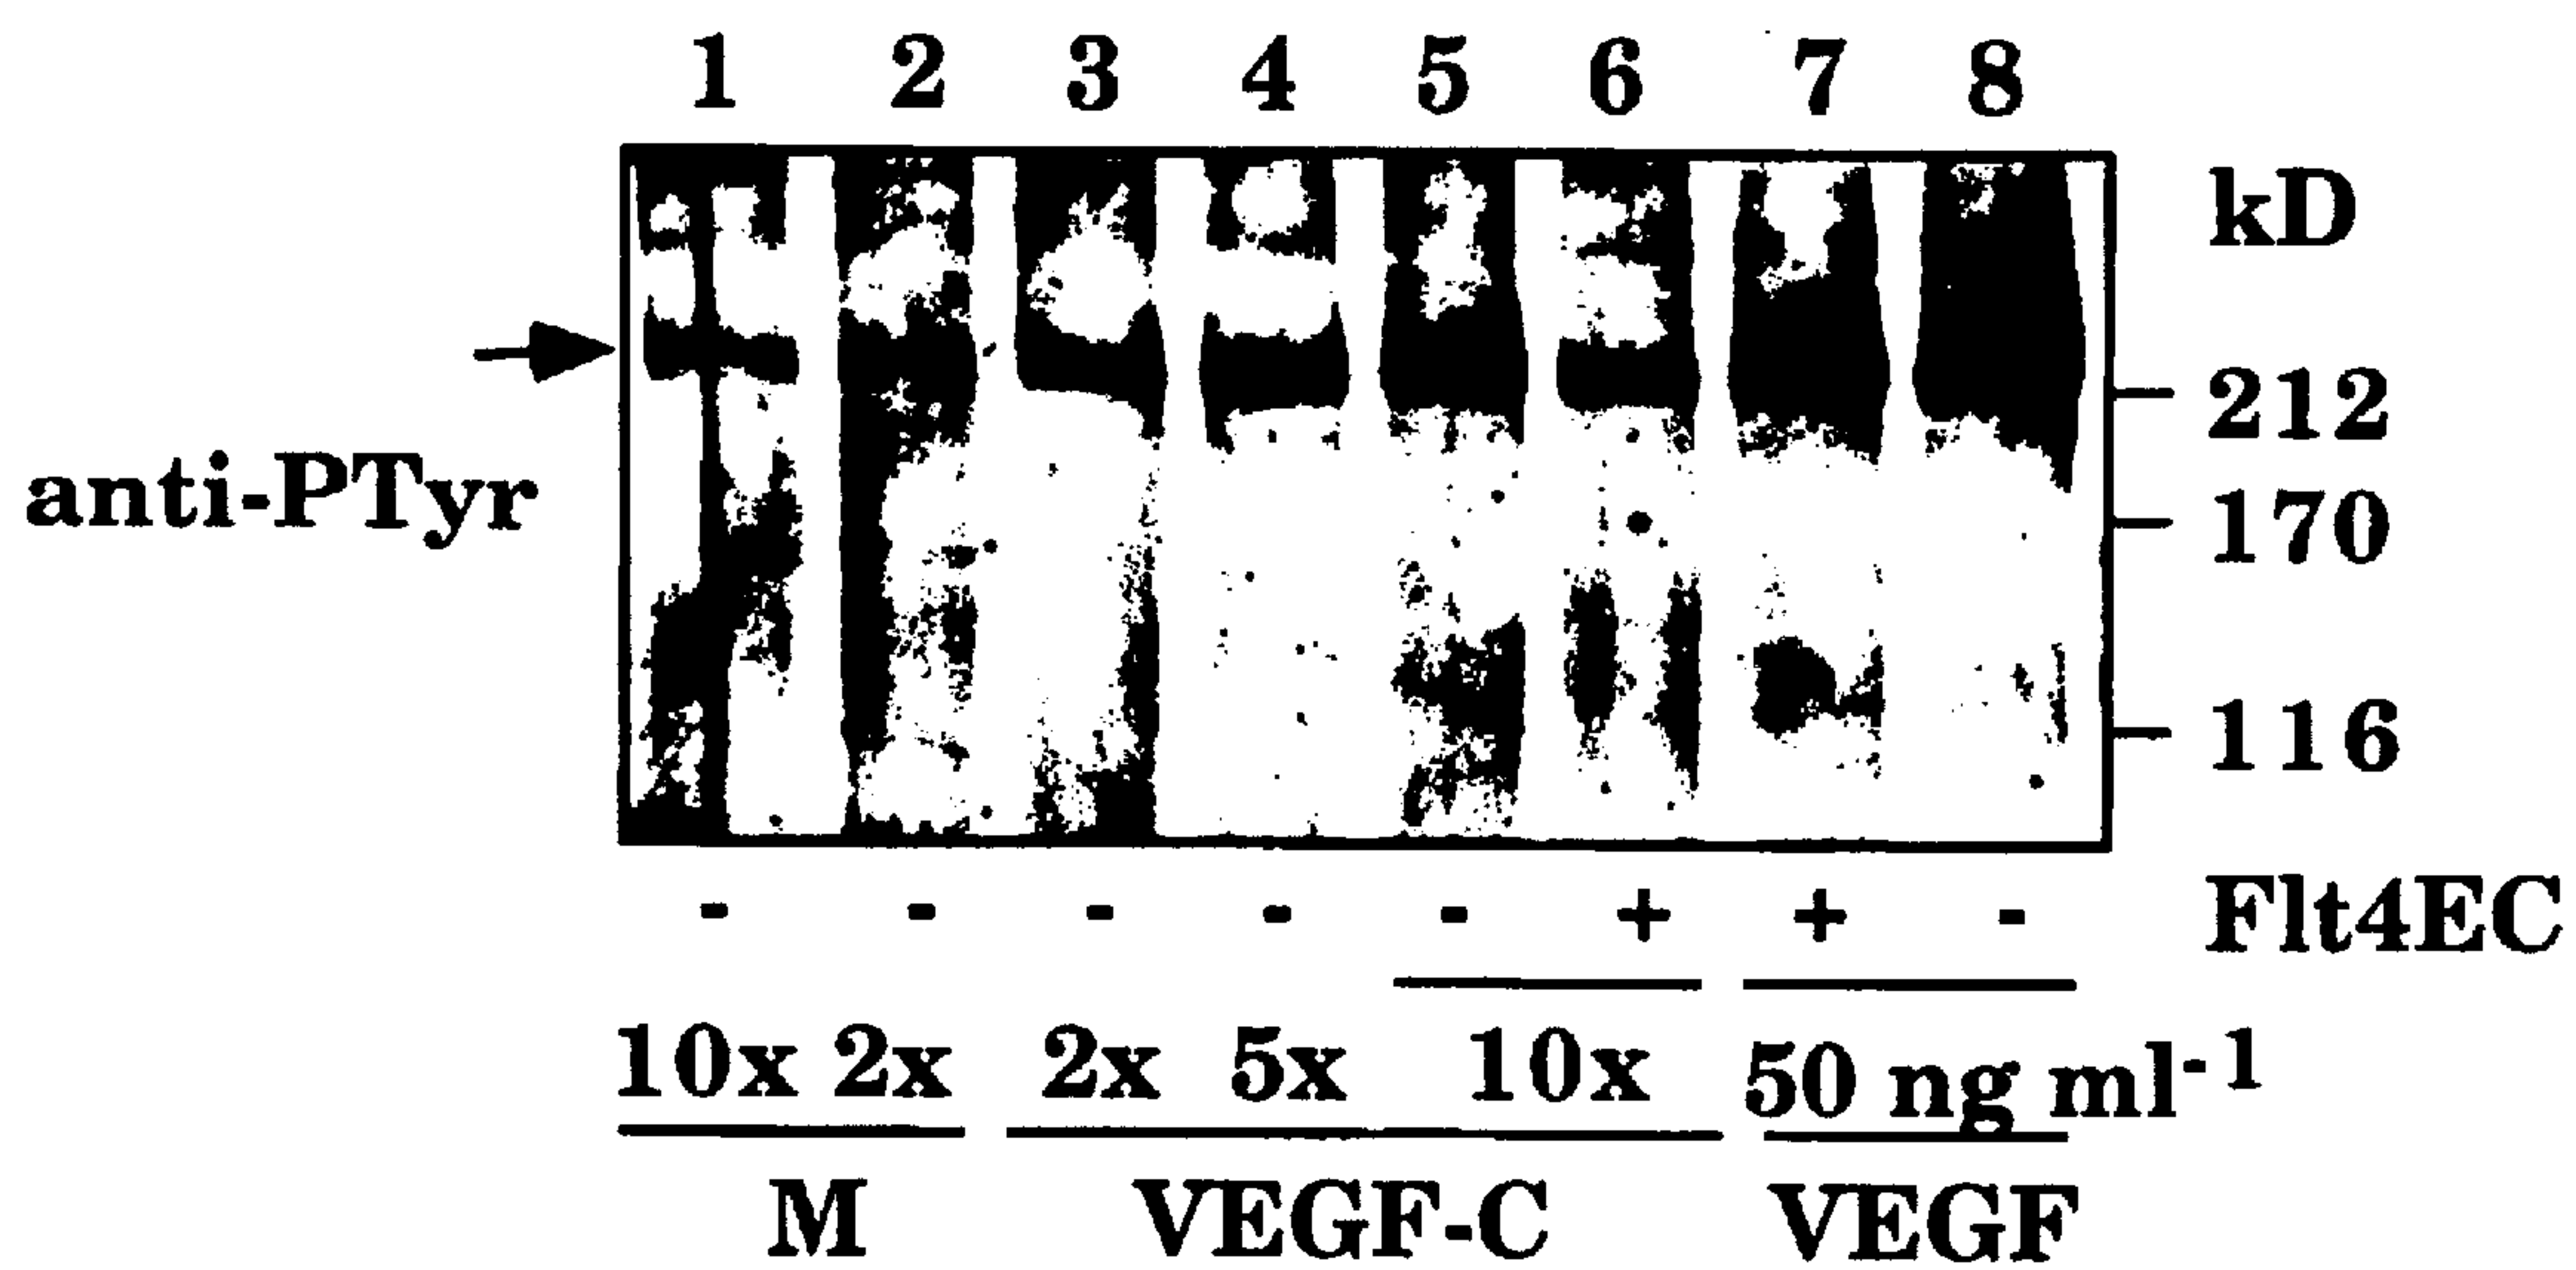 1 2 3 4 5 6 7 8
kD
212
anti-PTyr
170
116
- - - - - + + - Flt4EC
10x 2x 2x 5x 10x 50 ng ml-1
M VEGF-C VEGF